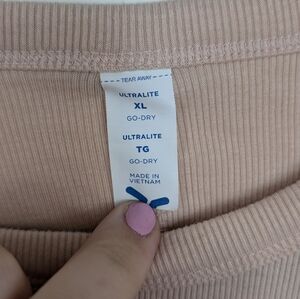 TEAR AWAY
ULTRALITE
XL
GO-DRY
ULTRALITE
TG
GO-DRY
MADE IN
VIETNAM